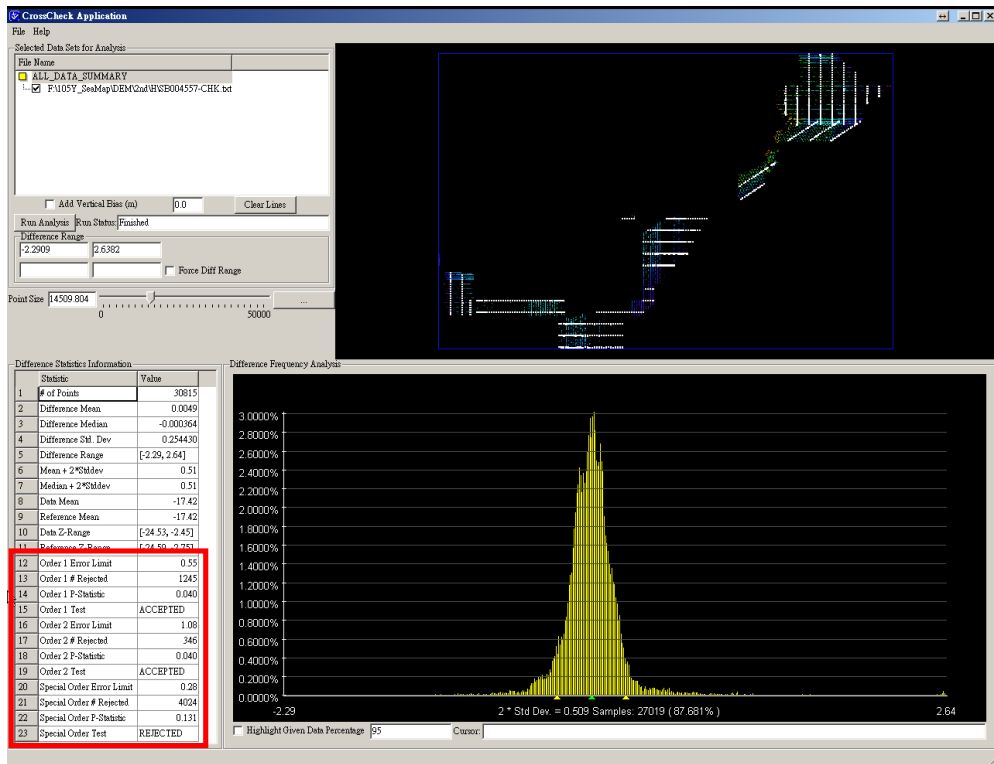 CrossCheck Application
File Help
Selected Data Sets for Analysis
File Name
ALL_DATA_SUMMARY
F:\105Y_SeaMap\DEM\2nd\HSB004557-CHK.txt
Add Vertical Bias (m) 0.0 Clear Lines
Run Analysis Run Status: Finished
Difference Range
-2.2909 2.6382
Force Diff Range
Point Size 14509.804 ...
0 50000
Difference Statistics Information
Statistic Value
1 # of Points 30815
2 Difference Mean 0.0049
3 Difference Median -0.000364
4 Difference Std. Dev 0.254430
5 Difference Range [-2.29, 2.64]
6 Mean + 2*Stddev 0.51
7 Median + 2*Stddev 0.51
8 Data Mean -17.42
9 Reference Mean -17.42
10 Data Z-Range [-24.53, -2.45]
11 Reference Z-Range [-24.59, -2.75]
12 Order 1 Error Limit 0.55
13 Order 1 # Rejected 1245
14 Order 1 P-Statistic 0.040
15 Order 1 Test ACCEPTED
16 Order 2 Error Limit 1.08
17 Order 2 # Rejected 346
18 Order 2 P-Statistic 0.040
19 Order 2 Test ACCEPTED
20 Special Order Error Limit 0.28
21 Special Order # Rejected 4024
22 Special Order P-Statistic 0.131
23 Special Order Test REJECTED
Difference Frequency Analysis
3.0000%
2.8000%
2.6000%
2.4000%
2.2000%
2.0000%
1.8000%
1.6000%
1.4000%
1.2000%
1.0000%
0.8000%
0.6000%
0.4000%
0.2000%
0.0000%
-2.29 2 * Std Dev. = 0.509 Samples: 27019 ( 87.681% ) 2.64
Highlight Given Data Percentage 95 Cursor: